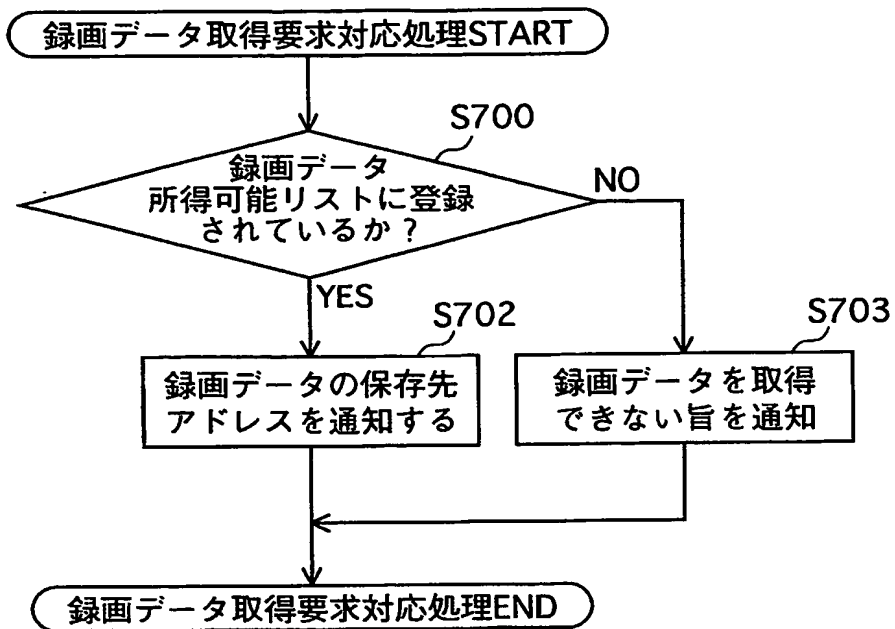 録画データ取得要求対応処理START
S700
録画データ
所得可能リストに登録
されているか？
NO
YES
S702
S703
録画データの保存先
アドレスを通知する
録画データを取得
できない旨を通知
録画データ取得要求対応処理END